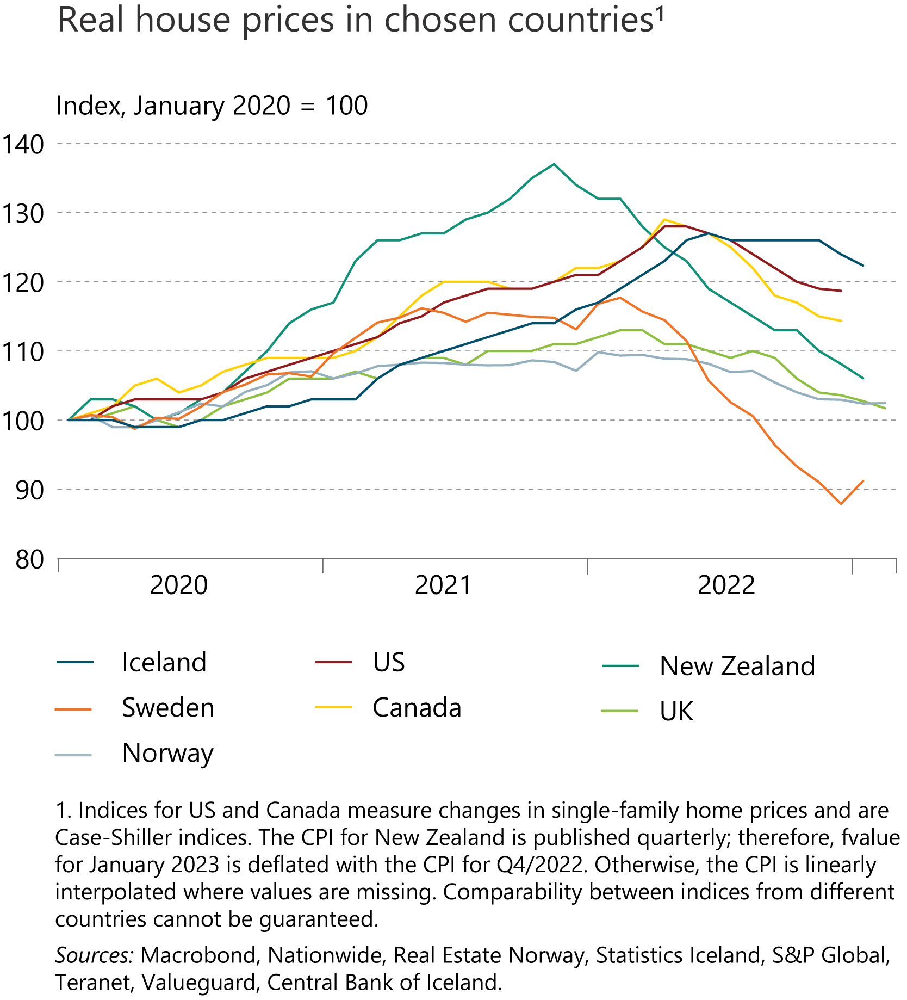 Real house prices in chosen countries¹
Index, January 2020 = 100
140
130
120
110
100
90
80
2020 2021 2022
Iceland US New Zealand
Sweden Canada UK
Norway
1. Indices for US and Canada measure changes in single-family home prices and are
Case-Shiller indices. The CPI for New Zealand is published quarterly; therefore, fvalue
for January 2023 is deflated with the CPI for Q4/2022. Otherwise, the CPI is linearly
interpolated where values are missing. Comparability between indices from different
countries cannot be guaranteed.
Sources: Macrobond, Nationwide, Real Estate Norway, Statistics Iceland, S&P Global,
Teranet, Valueguard, Central Bank of Iceland.